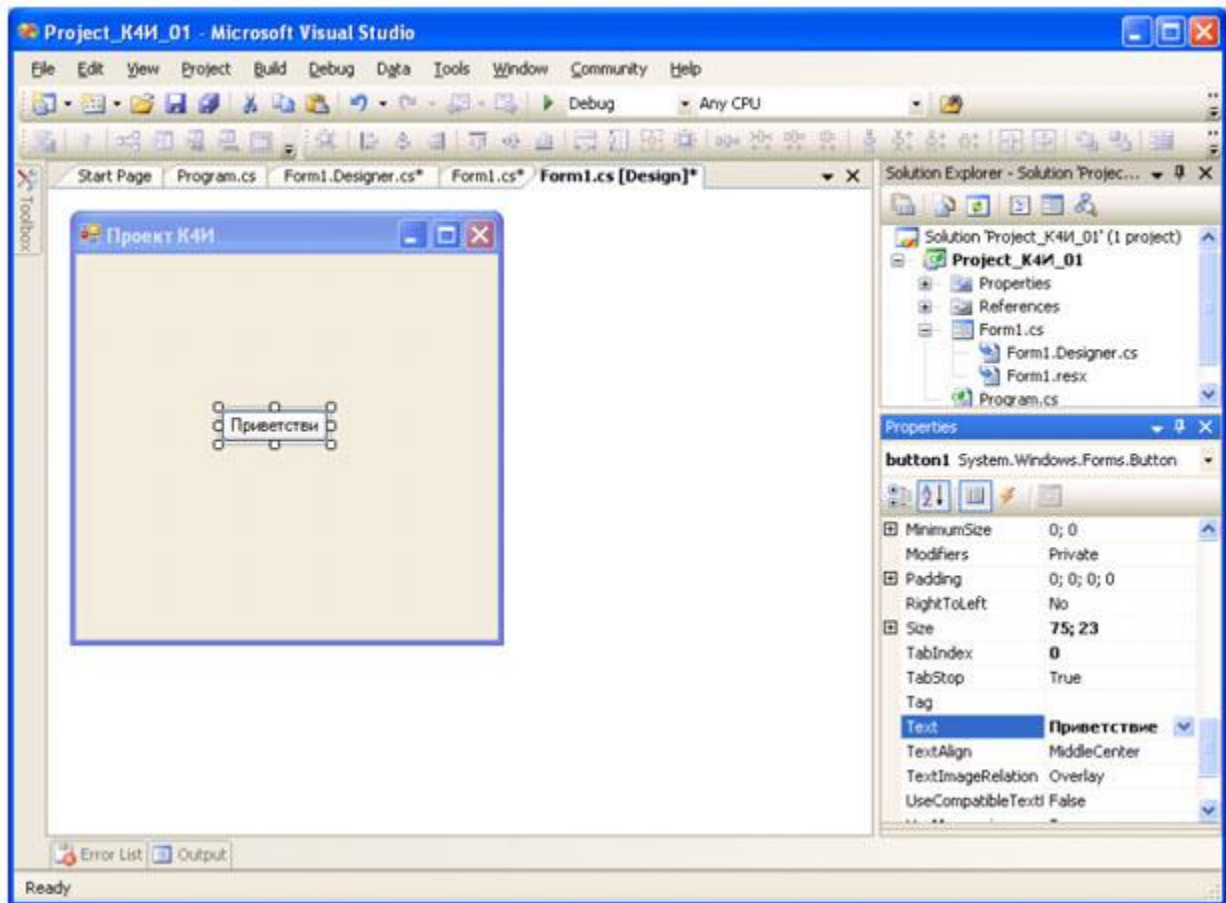 Project_К4И_01 - Microsoft Visual Studio
File Edit View Project Build Debug Data Tools Window Community Help
Debug Any CPU
Toolbox
Start Page Program.cs Form1.Designer.cs* Form1.cs* Form1.cs [Design]*
Проект К4И
Приветстви
Solution Explorer - Solution 'Projec...
Solution 'Project_К4И_01' (1 project)
Project_К4И_01
Properties
References
Form1.cs
Form1.Designer.cs
Form1.resx
Program.cs
Properties
button1 System.Windows.Forms.Button
MinimumSize 0; 0
Modifiers Private
Padding 0; 0; 0; 0
RightToLeft No
Size 75; 23
TabIndex 0
TabStop True
Tag
Text Приветствие
TextAlign MiddleCenter
TextImageRelation Overlay
UseCompatibleTextI False
Error List Output
Ready